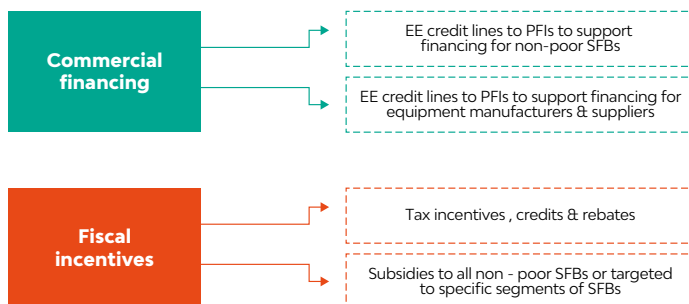 Commercial
financing
EE credit lines to PFIs to support
financing for non-poor SFBs
EE credit lines to PFIs to support financing for
equipment manufacturers & suppliers
Fiscal
incentives
Tax incentives , credits & rebates
Subsidies to all non - poor SFBs or targeted
to specific segments of SFBs